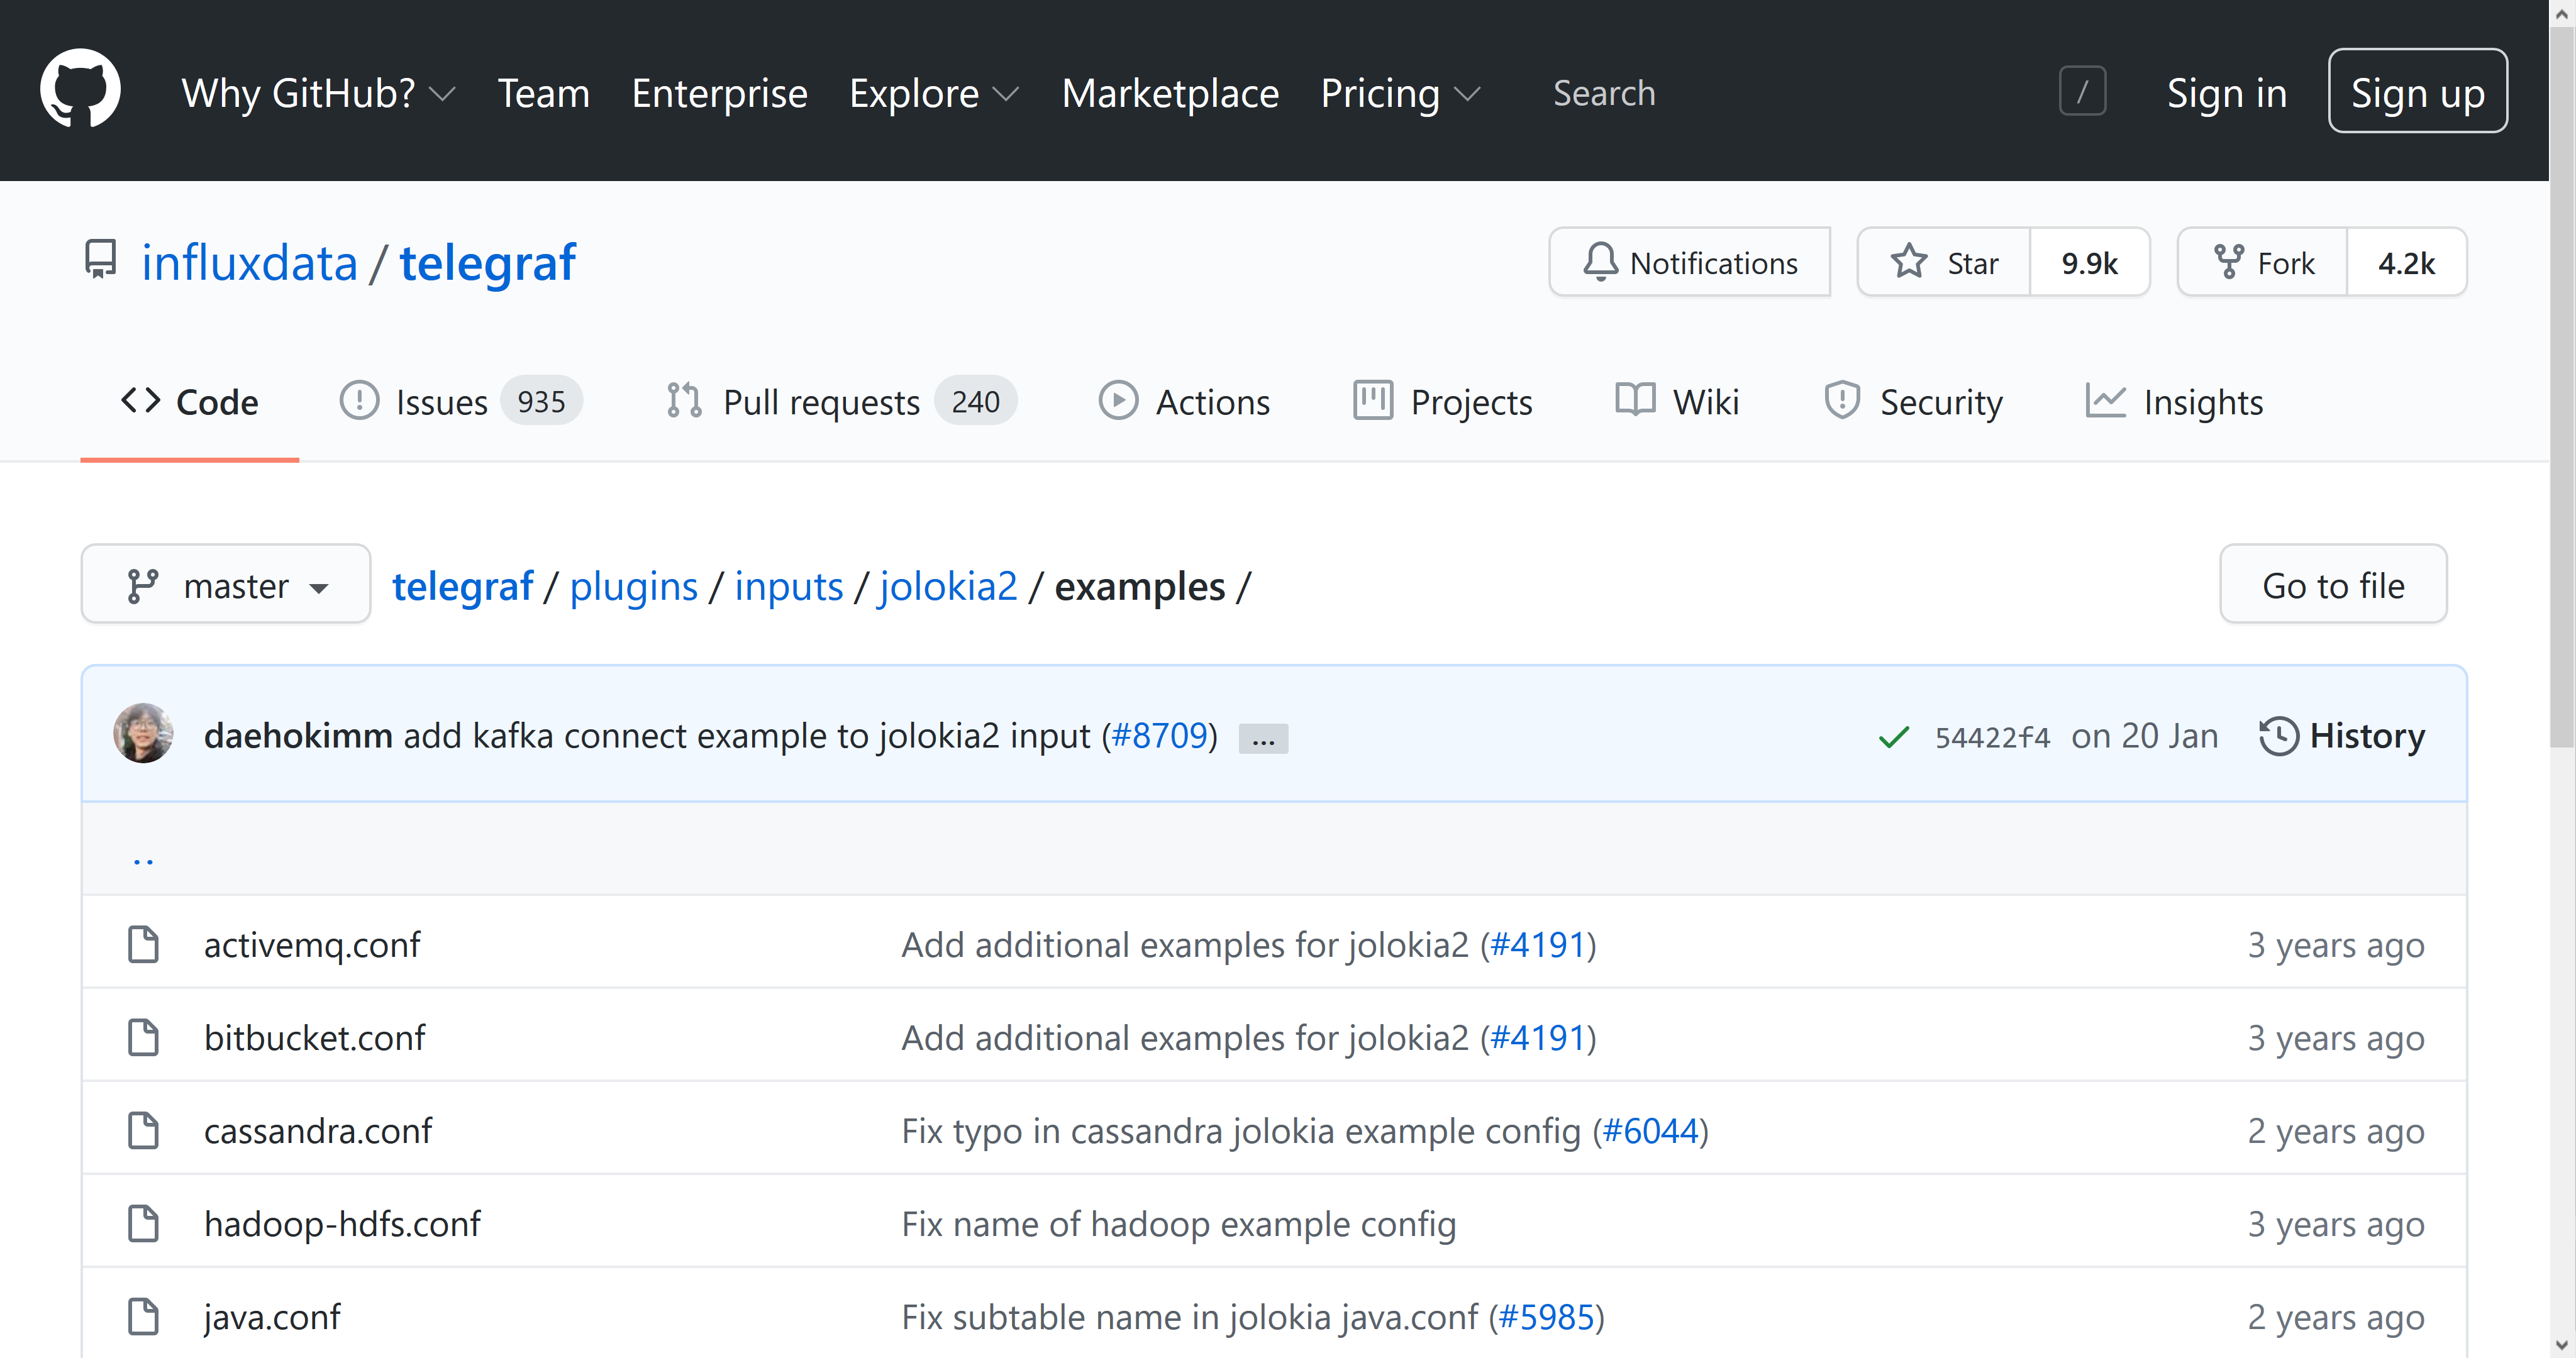 Why GitHub? Team Enterprise Explore Marketplace Pricing Search / Sign in Sign up
influxdata / telegraf Notifications Star 9.9k Fork 4.2k
Code Issues 935 Pull requests 240 Actions Projects Wiki Security Insights
master telegraf / plugins / inputs / jolokia2 / examples / Go to file
daehokimm add kafka connect example to jolokia2 input (#8709) ... 54422f4 on 20 Jan History
..
activemq.conf Add additional examples for jolokia2 (#4191) 3 years ago
bitbucket.conf Add additional examples for jolokia2 (#4191) 3 years ago
cassandra.conf Fix typo in cassandra jolokia example config (#6044) 2 years ago
hadoop-hdfs.conf Fix name of hadoop example config 3 years ago
java.conf Fix subtable name in jolokia java.conf (#5985) 2 years ago